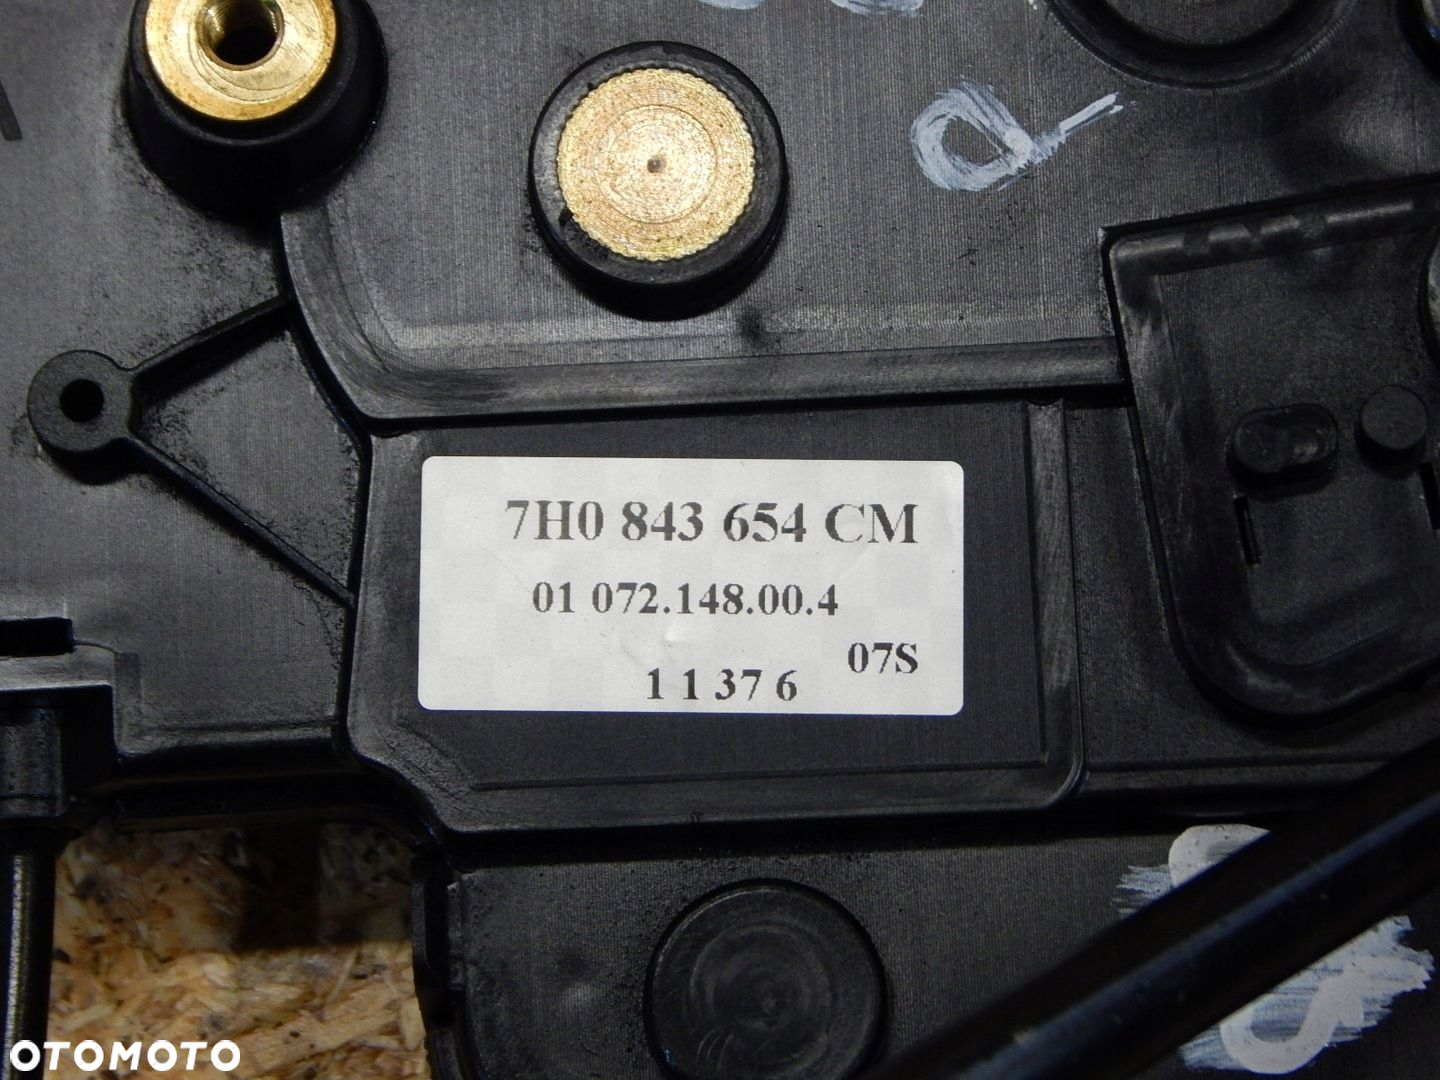 7H0 843 654 CM
01 072.148.00.4
07S
1 1 37 6
OTOMOTO